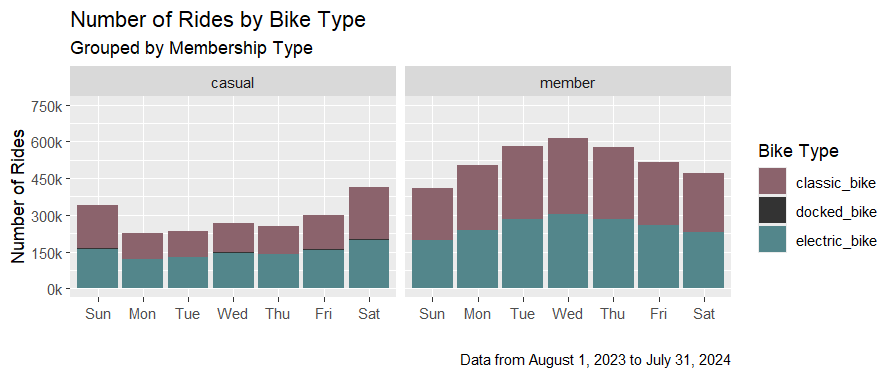 Number of Rides by Bike Type
Grouped by Membership Type
casual
member
Number of Rides
750k
600k
450k
300k
150k
0k
Sun Mon Tue Wed Thu Fri Sat
Sun Mon Tue Wed Thu Fri Sat
Bike Type
classic_bike
docked_bike
electric_bike
Data from August 1, 2023 to July 31, 2024